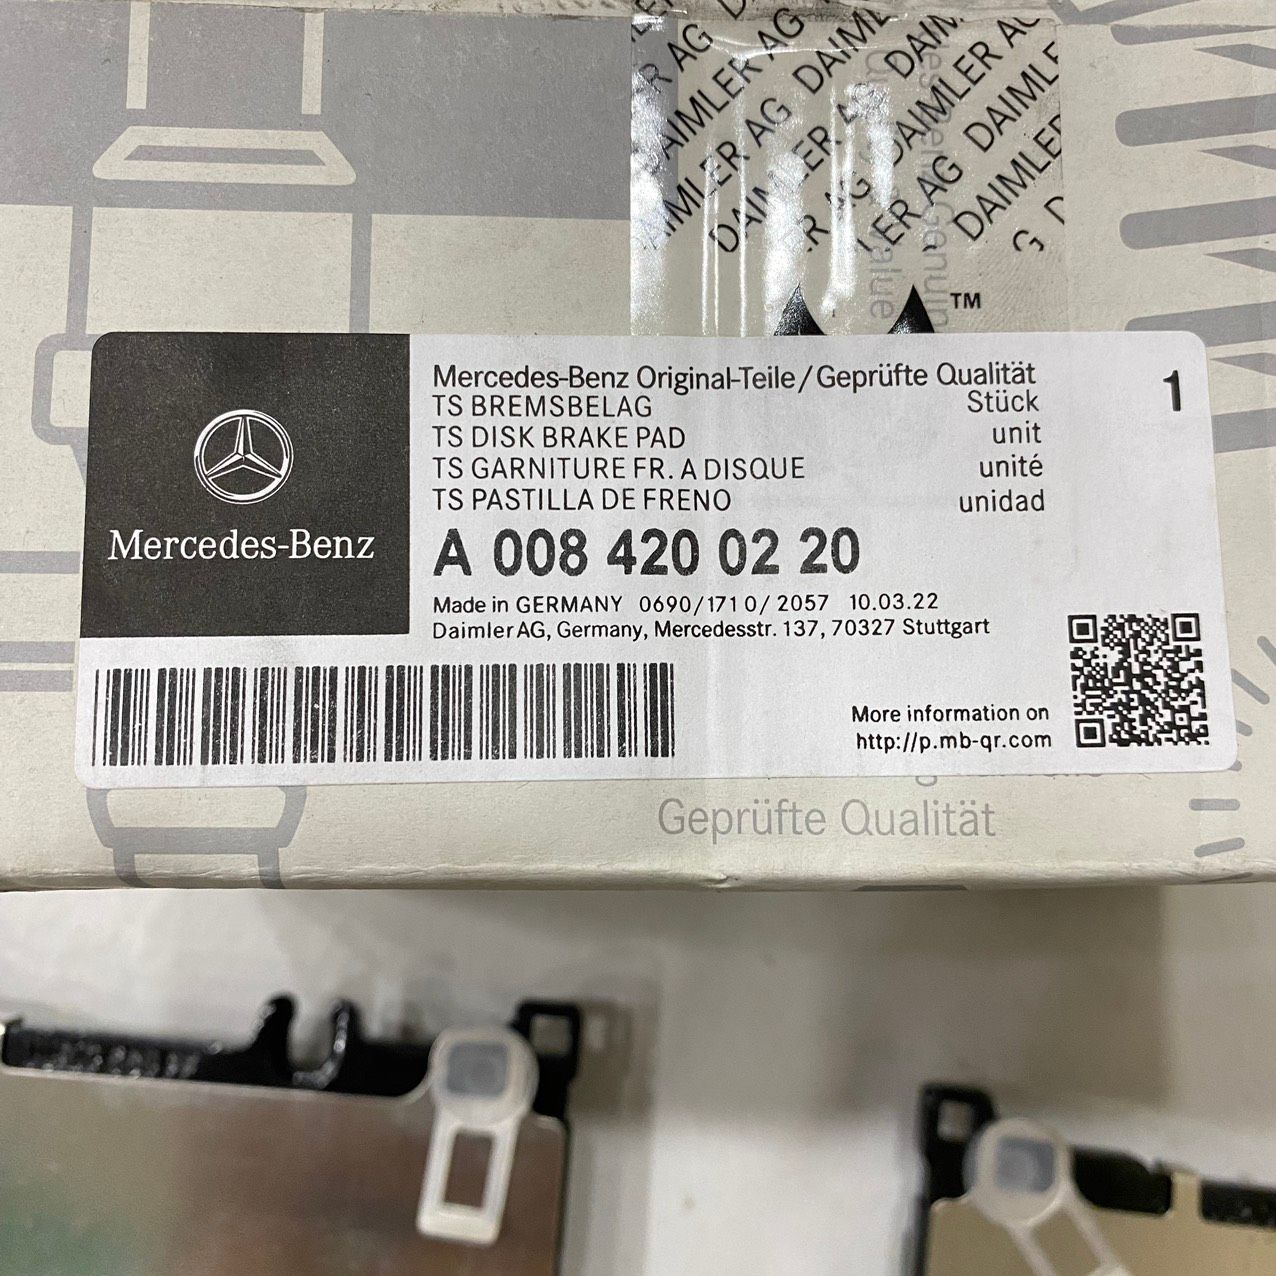 R AG
DAIMLER AG
DAIMLER AG
DAIMLER AG
DAIMLER
DAIMLER
Value
TM
Mercedes-Benz
Mercedes-Benz Original-Teile/Geprüfte Qualität
1
TS BREMSBELAG Stück
TS DISK BRAKE PAD unit
TS GARNITURE FR. A DISQUE unité
TS PASTILLA DE FRENO unidad
A 008 420 02 20
Made in GERMANY 0690/171 0/ 2057 10.03.22
Daimler AG, Germany, Mercedesstr. 137, 70327 Stuttgart
More information on
http://p.mb-qr.com
Geprüfte Qualität